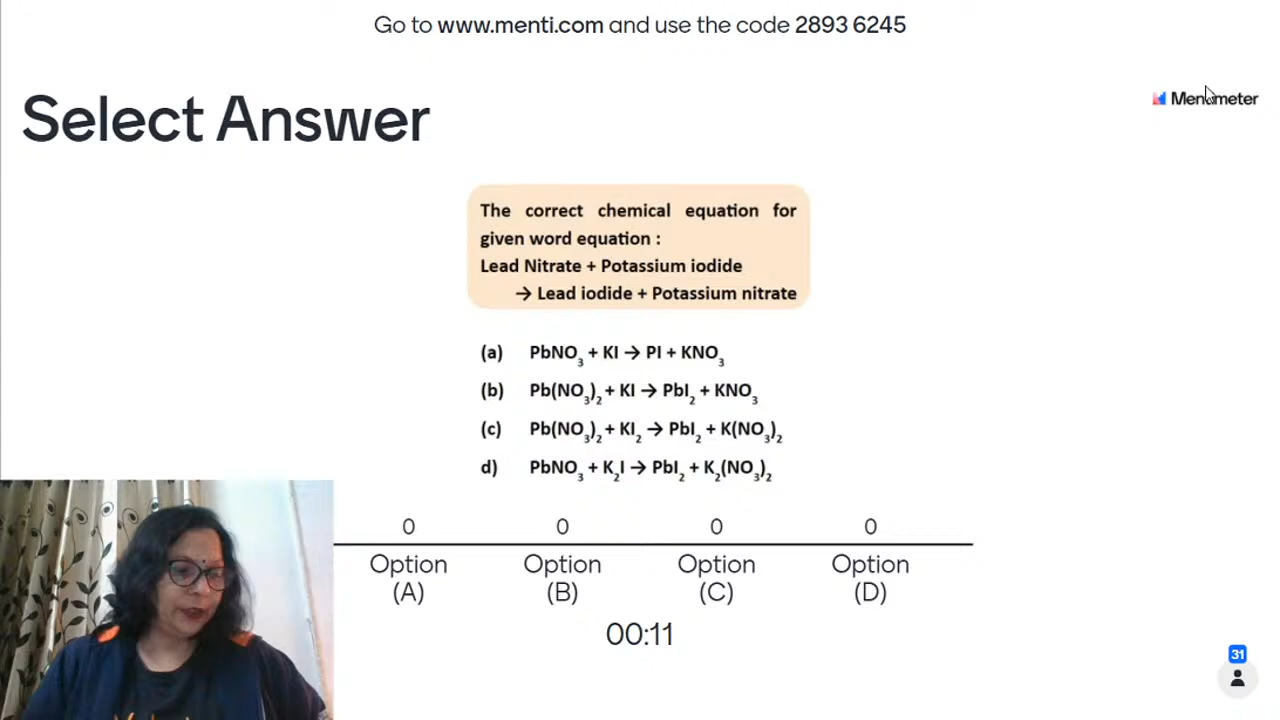 Go to www.menti.com and use the code 2893 6245
Select Answer
Mentimeter
The correct chemical equation for
given word equation :
Lead Nitrate + Potassium iodide
→ Lead iodide + Potassium nitrate
(a) PbNO₃ + KI → PI + KNO₃
(b) Pb(NO₃)₂ + KI → PbI₂ + KNO₃
(c) Pb(NO₃)₂ + KI₂ → PbI₂ + K(NO₃)₂
d) PbNO₃ + K₂I → PbI₂ + K₂(NO₃)₂
0 0 0 0
Option Option Option Option
(A) (B) (C) (D)
00:11
31